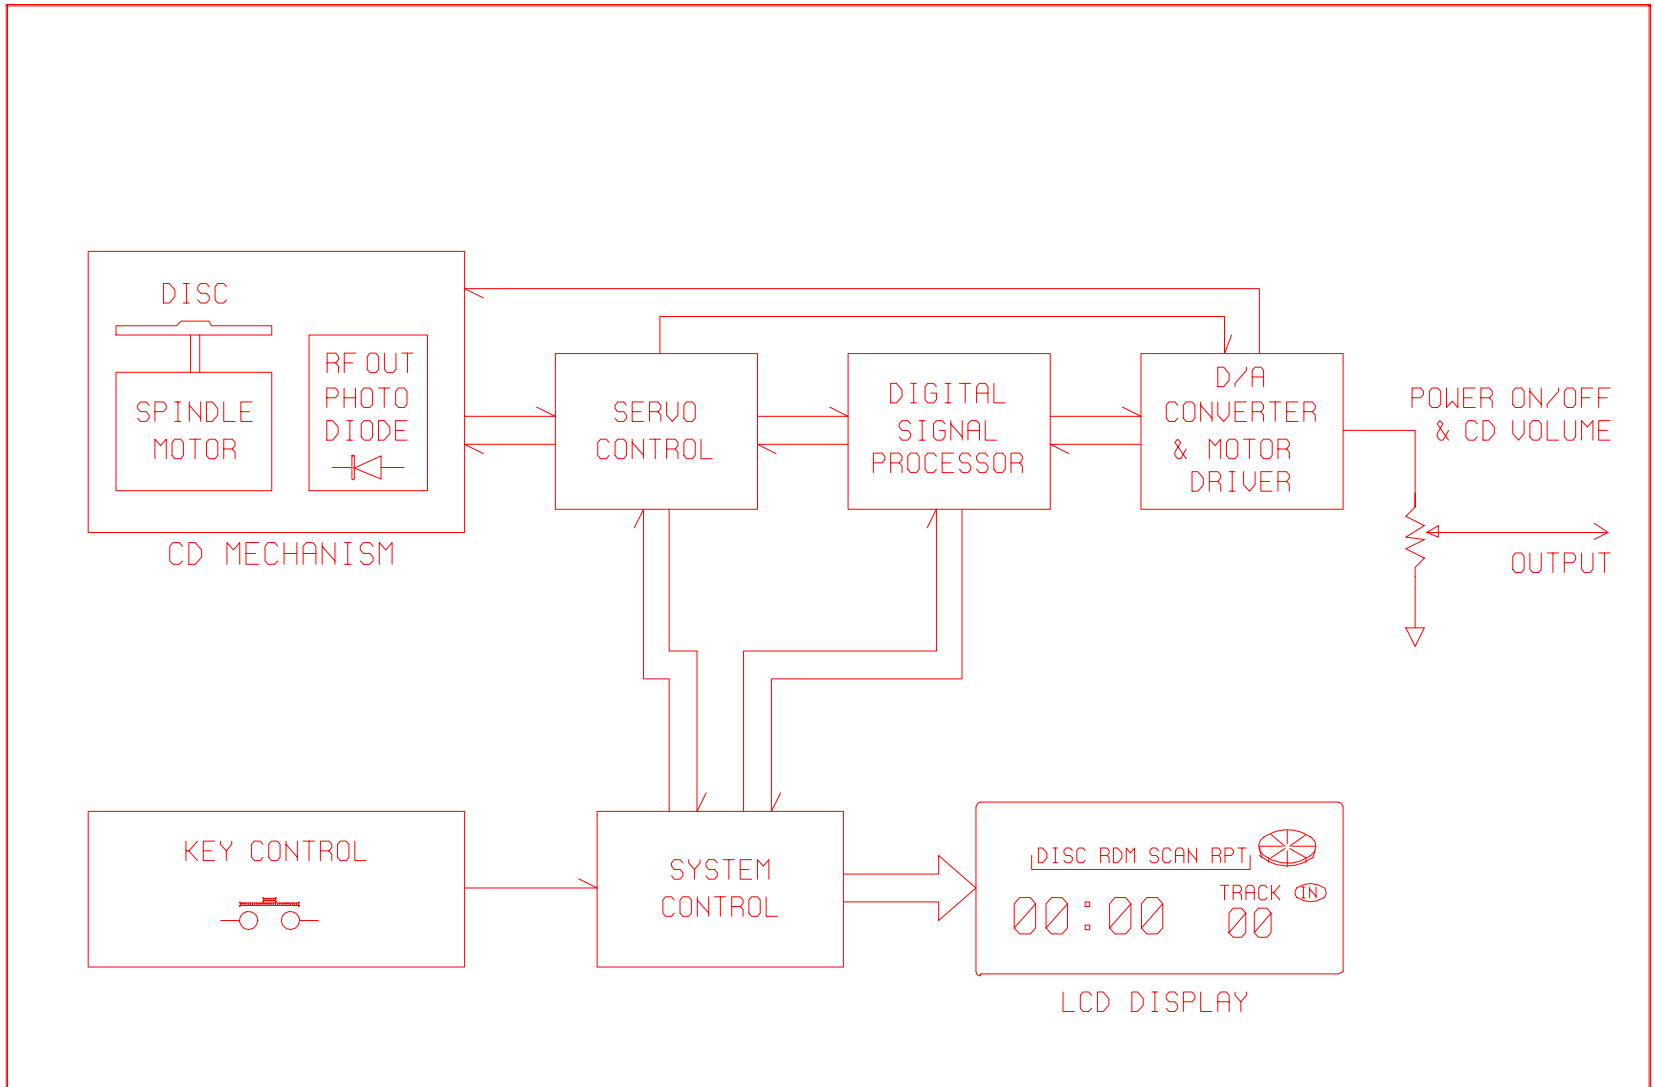 DISC
SPINDLE
MOTOR
RF OUT
PHOTO
DIODE
CD MECHANISM
SERVO
CONTROL
DIGITAL
SIGNAL
PROCESSOR
D/A
CONVERTER
& MOTOR
DRIVER
POWER ON/OFF
& CD VOLUME
OUTPUT
KEY CONTROL
SYSTEM
CONTROL
DISC RDM SCAN RPT
TRACK IN
00:00 00
LCD DISPLAY